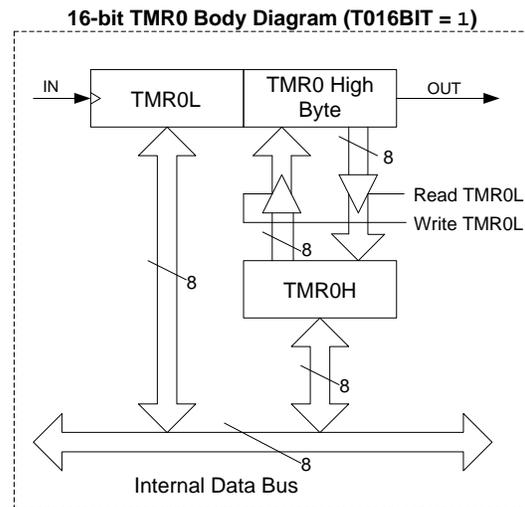 16-bit TMR0 Body Diagram (T016BIT = 1)
IN
TMR0L
TMR0 High
Byte
OUT
8
Read TMR0L
Write TMR0L
8
8
TMR0H
8
8
Internal Data Bus